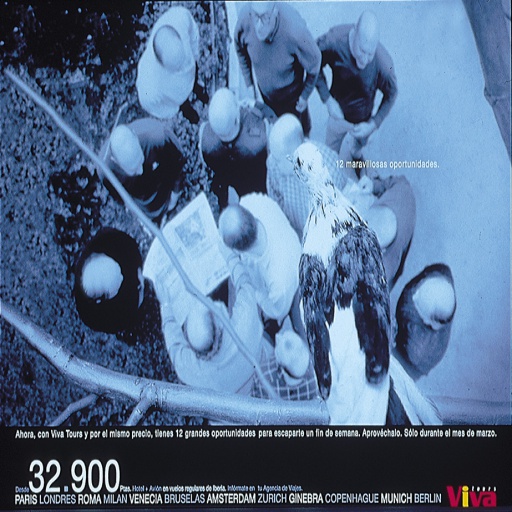 12 maravillosas oportunidades.
Ahora, con Viva Tours y por el mismo precio, tienes 12 grandes oportunidades para escaparte un fin de semana. Aprovéchalo. Sólo durante el mes de marzo.
Desde 32.900 Ptas. Hotel + Avión en vuelos regulares de Iberia. Infórmate en tu Agencia de Viajes.
PARIS LONDRES ROMA MILAN VENECIA BRUSELAS AMSTERDAM ZURICH GINEBRA COPENHAGUE MUNICH BERLIN
Viva tours